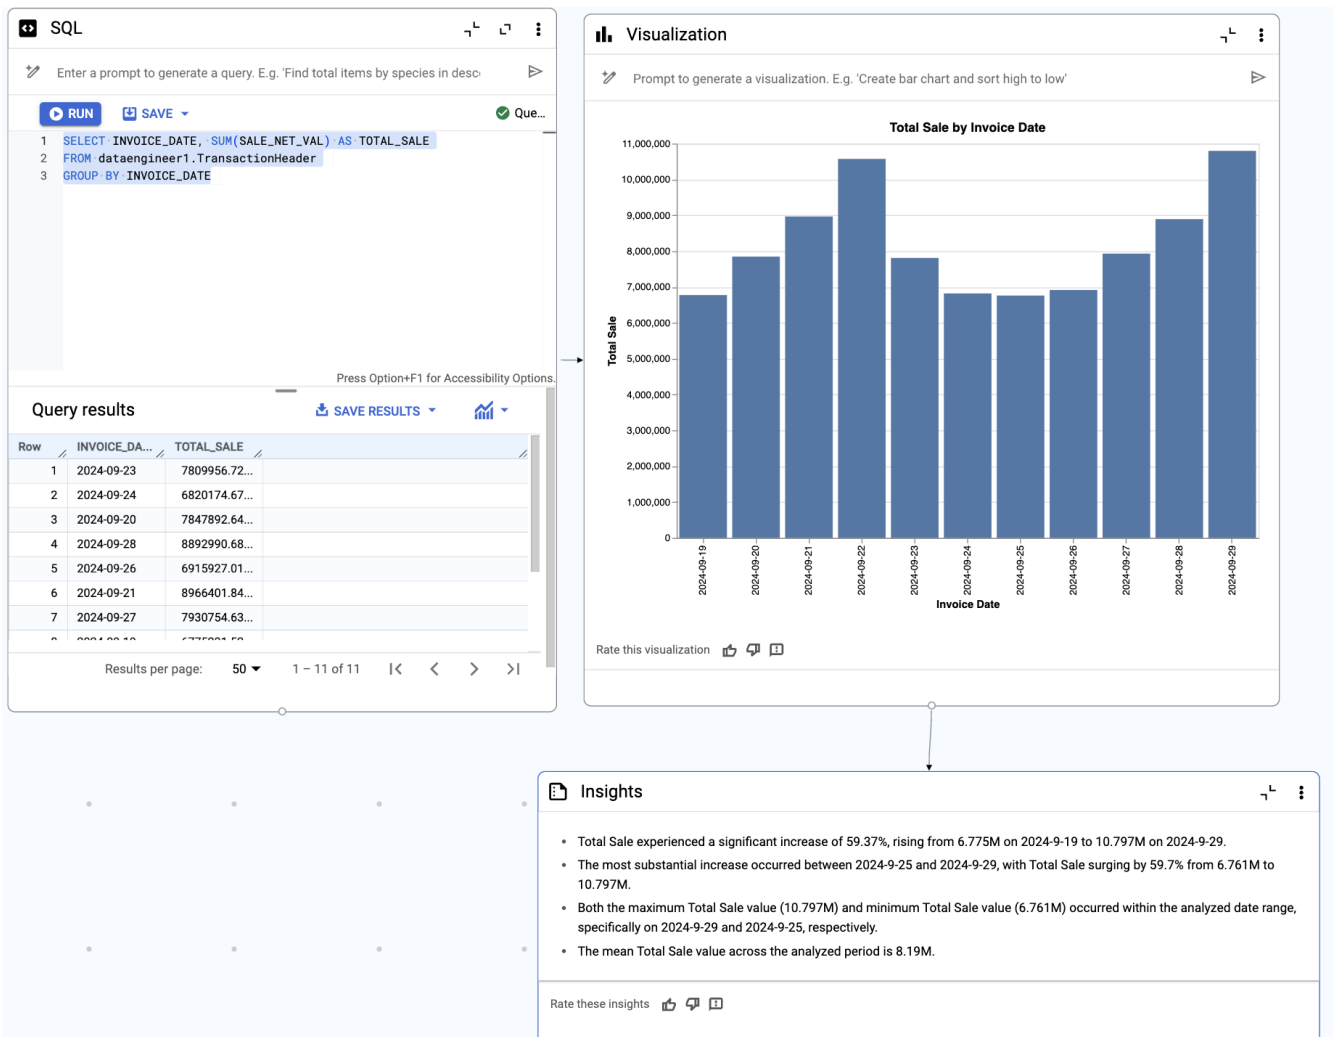 SQL
Enter a prompt to generate a query. E.g. 'Find total items by species in desc
RUN
SAVE
Que...
1 SELECT INVOICE_DATE, SUM(SALE_NET_VAL) AS TOTAL_SALE
2 FROM dataengineer1.TransactionHeader
3 GROUP BY INVOICE_DATE
Press Option+F1 for Accessibility Options.
Query results
SAVE RESULTS
Row INVOICE_DA... TOTAL_SALE
1 2024-09-23 7809956.72...
2 2024-09-24 6820174.67...
3 2024-09-20 7847892.64...
4 2024-09-28 8892990.68...
5 2024-09-26 6915927.01...
6 2024-09-21 8966401.84...
7 2024-09-27 7930754.63...
Results per page: 50 1 – 11 of 11
Visualization
Prompt to generate a visualization. E.g. 'Create bar chart and sort high to low'
Total Sale by Invoice Date
11,000,000
10,000,000
9,000,000
8,000,000
7,000,000
6,000,000
5,000,000
4,000,000
3,000,000
2,000,000
1,000,000
0
Total Sale
2024-09-19
2024-09-20
2024-09-21
2024-09-22
2024-09-23
2024-09-24
2024-09-25
2024-09-26
2024-09-27
2024-09-28
2024-09-29
Invoice Date
Rate this visualization
Insights
• Total Sale experienced a significant increase of 59.37%, rising from 6.775M on 2024-9-19 to 10.797M on 2024-9-29.
• The most substantial increase occurred between 2024-9-25 and 2024-9-29, with Total Sale surging by 59.7% from 6.761M to
10.797M.
• Both the maximum Total Sale value (10.797M) and minimum Total Sale value (6.761M) occurred within the analyzed date range,
specifically on 2024-9-29 and 2024-9-25, respectively.
• The mean Total Sale value across the analyzed period is 8.19M.
Rate these insights